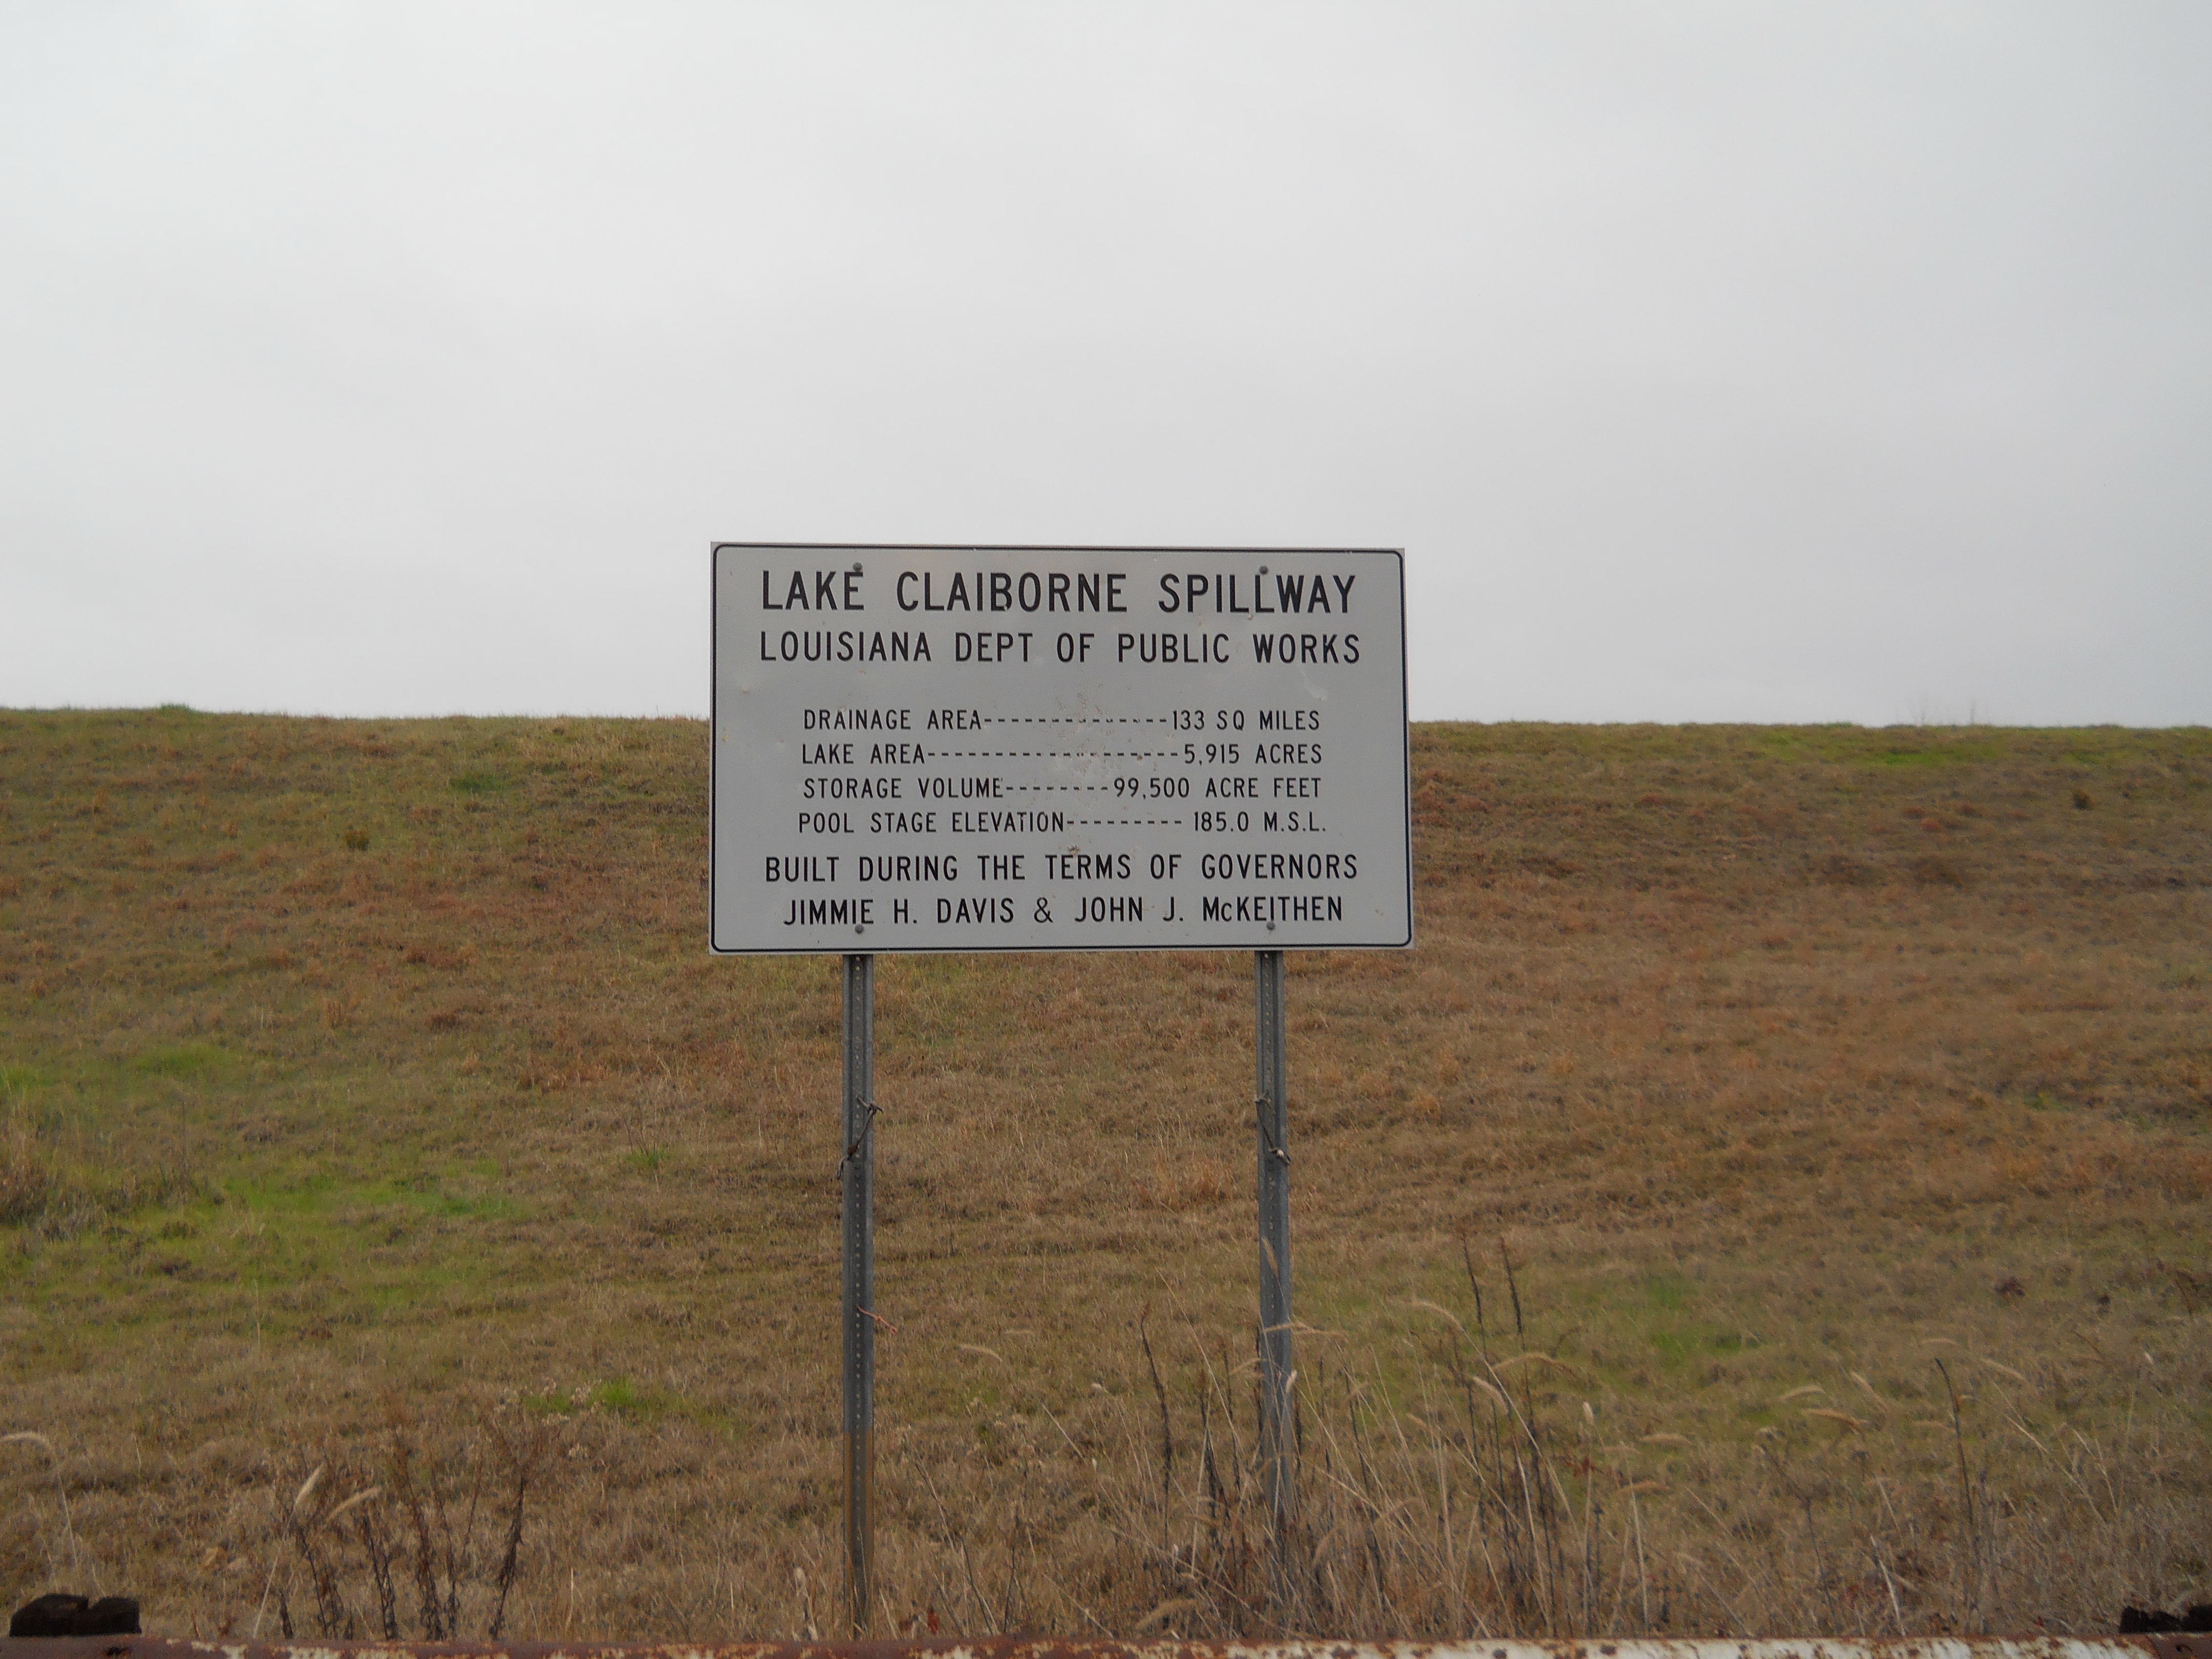 LAKE CLAIBORNE SPILLWAY
LOUISIANA DEPT OF PUBLIC WORKS
DRAINAGE AREA--------------133 SQ MILES
LAKE AREA-------------------5,915 ACRES
STORAGE VOLUME--------99,500 ACRE FEET
POOL STAGE ELEVATION--------- 185.0 M.S.L.
BUILT DURING THE TERMS OF GOVERNORS
JIMMIE H. DAVIS & JOHN J. McKEITHEN